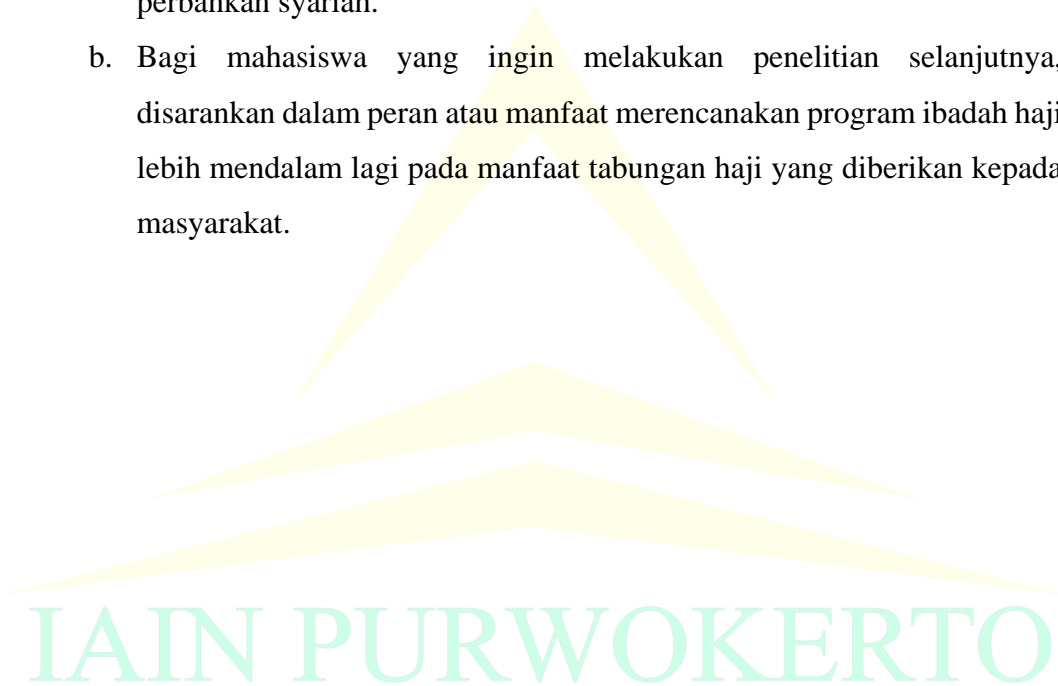 perbankan syariah.
b. Bagi mahasiswa yang ingin melakukan penelitian selanjutnya,
disarankan dalam peran atau manfaat merencanakan program ibadah haji
lebih mendalam lagi pada manfaat tabungan haji yang diberikan kepada
masyarakat.
IAIN PURWOKERTO